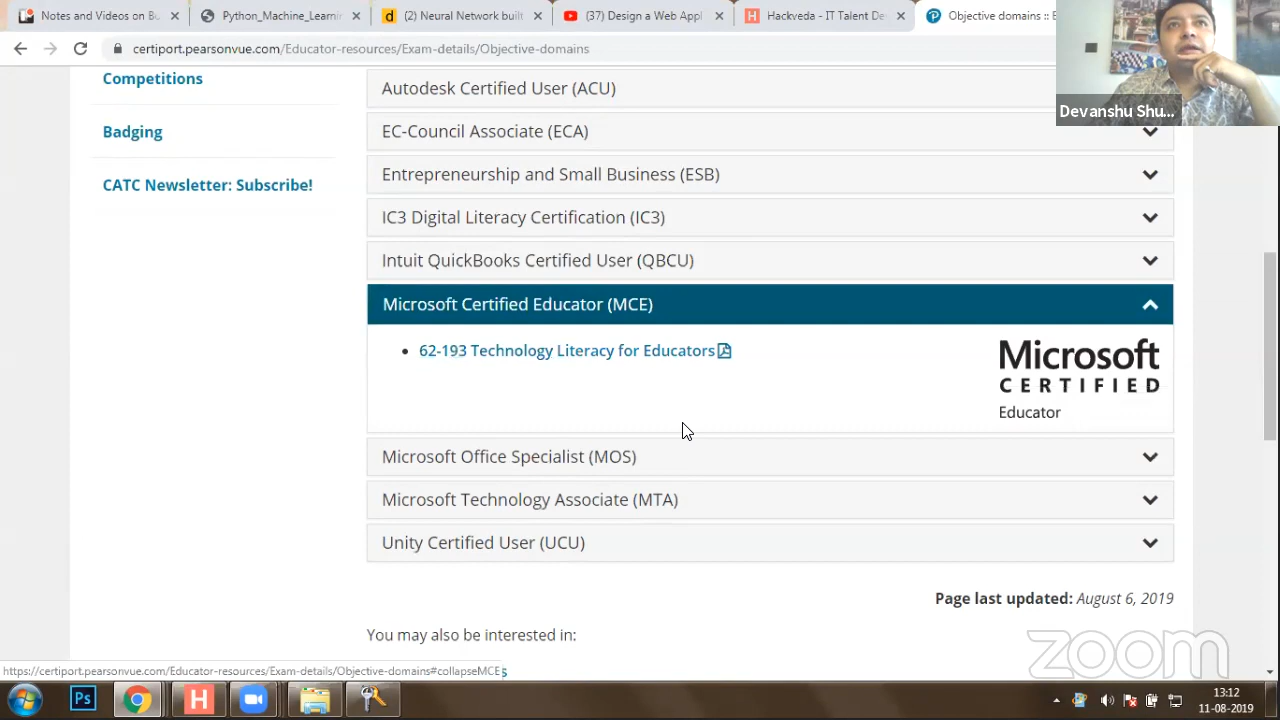 Notes and Videos on Bo
Python_Machine_Learnin
(2) Neural Network built
(37) Design a Web Appl
Hackveda - IT Talent De
Objective domains :: E
certiport.pearsonvue.com/Educator-resources/Exam-details/Objective-domains
Devanshu Shu...
Competitions
Badging
CATC Newsletter: Subscribe!
Autodesk Certified User (ACU)
EC-Council Associate (ECA)
Entrepreneurship and Small Business (ESB)
IC3 Digital Literacy Certification (IC3)
Intuit QuickBooks Certified User (QBCU)
Microsoft Certified Educator (MCE)
62-193 Technology Literacy for Educators
Microsoft
CERTIFIED
Educator
Microsoft Office Specialist (MOS)
Microsoft Technology Associate (MTA)
Unity Certified User (UCU)
Page last updated: August 6, 2019
You may also be interested in:
zoom
https://certiport.pearsonvue.com/Educator-resources/Exam-details/Objective-domains#collapseMCE
Ps
H
13:12
11-08-2019